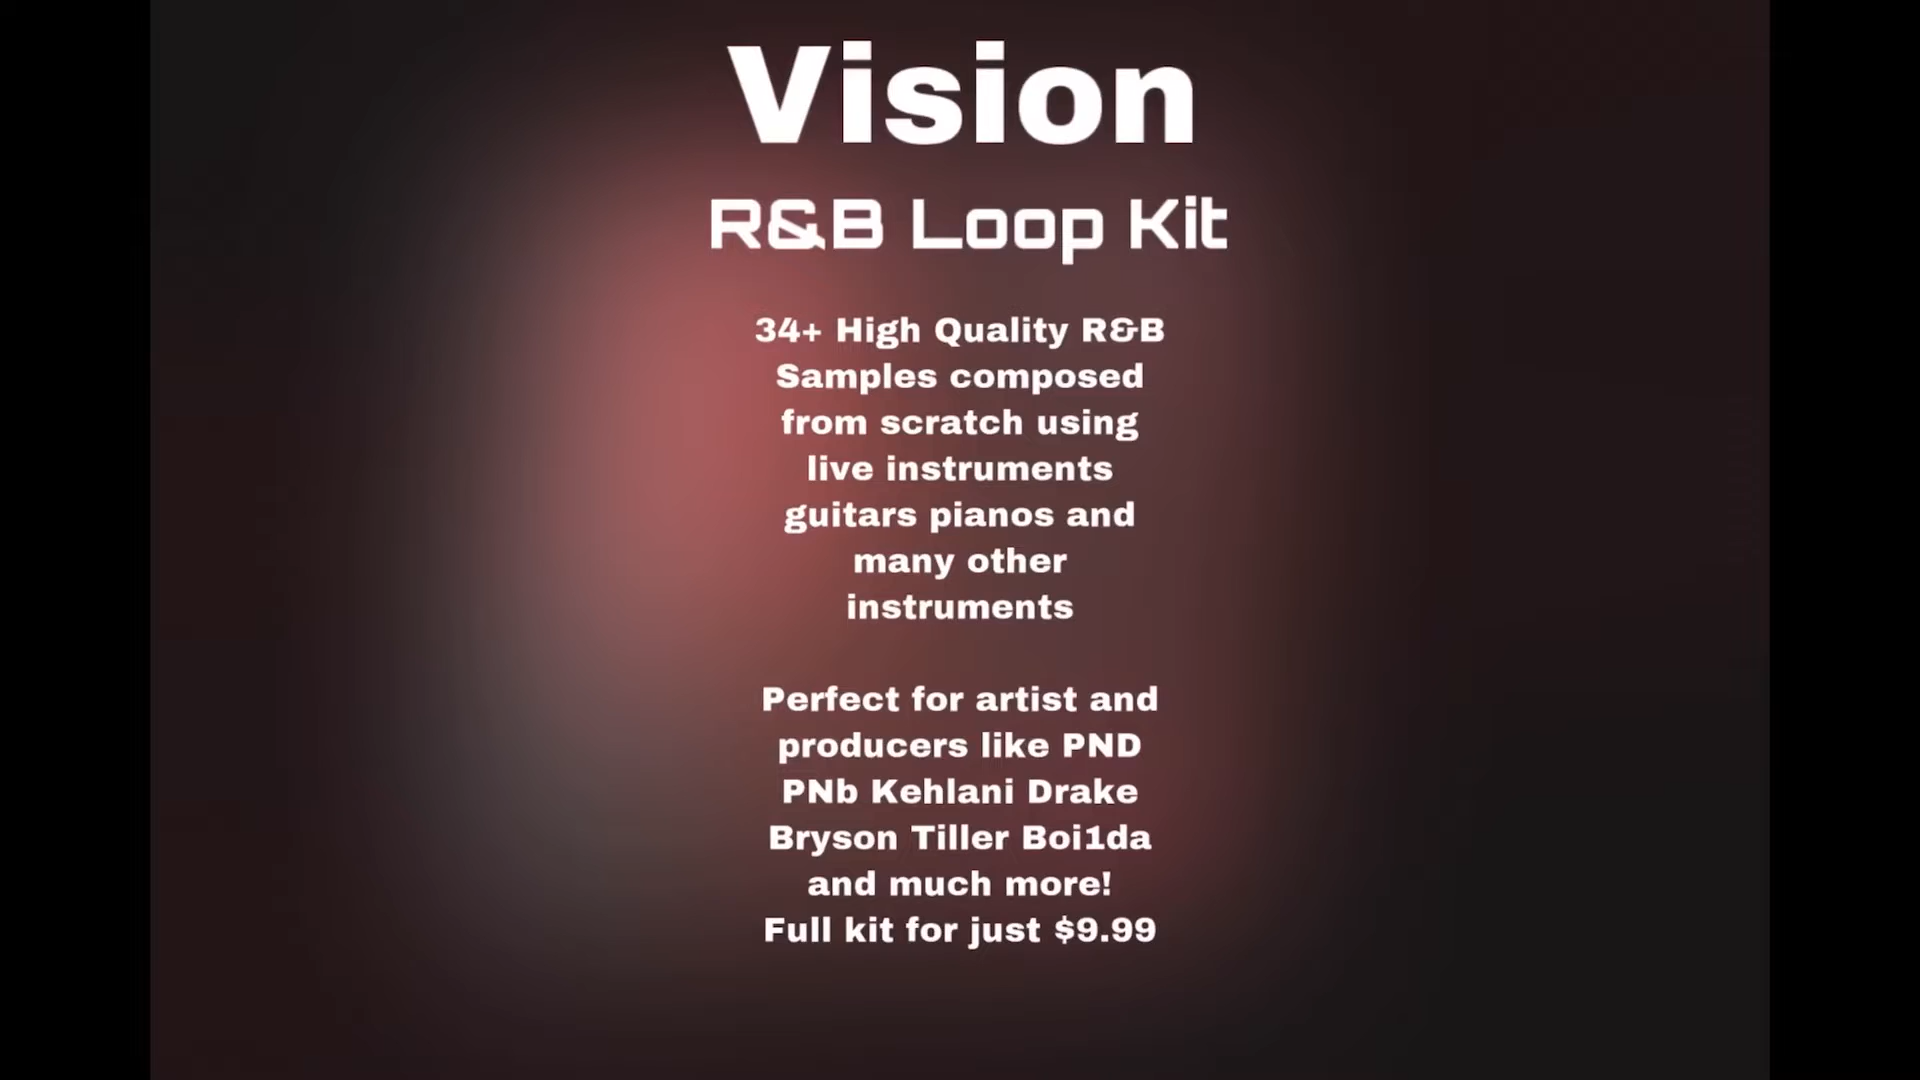 Vision
R&B Loop Kit
34+ High Quality R&B
Samples composed
from scratch using
live instruments
guitars pianos and
many other
instruments
Perfect for artist and
producers like PND
PNb Kehlani Drake
Bryson Tiller Boi1da
and much more!
Full kit for just $9.99